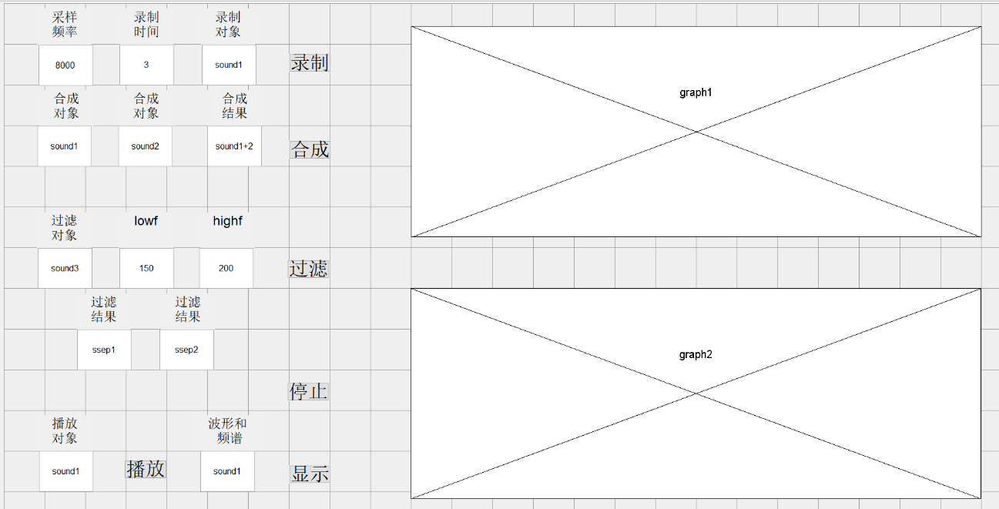 采样
频率
录制
时间
录制
对象
8000
3
sound1
录制
合成
对象
合成
对象
合成
结果
sound1
sound2
sound1+2
合成
过滤
对象
lowf
highf
sound3
150
200
过滤
过滤
结果
过滤
结果
ssep1
ssep2
停止
播放
对象
波形和
频谱
sound1
播放
sound1
显示
graph1
graph2